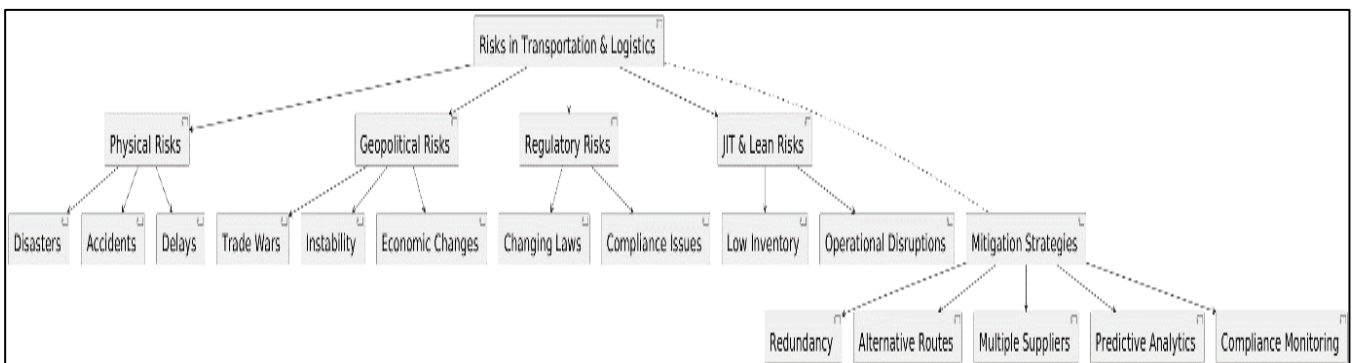 Risks in Transportation & Logistics
Physical Risks
Geopolitical Risks
Regulatory Risks
JIT & Lean Risks
Disasters
Accidents
Delays
Trade Wars
Instability
Economic Changes
Changing Laws
Compliance Issues
Low Inventory
Operational Disruptions
Mitigation Strategies
Redundancy
Alternative Routes
Multiple Suppliers
Predictive Analytics
Compliance Monitoring